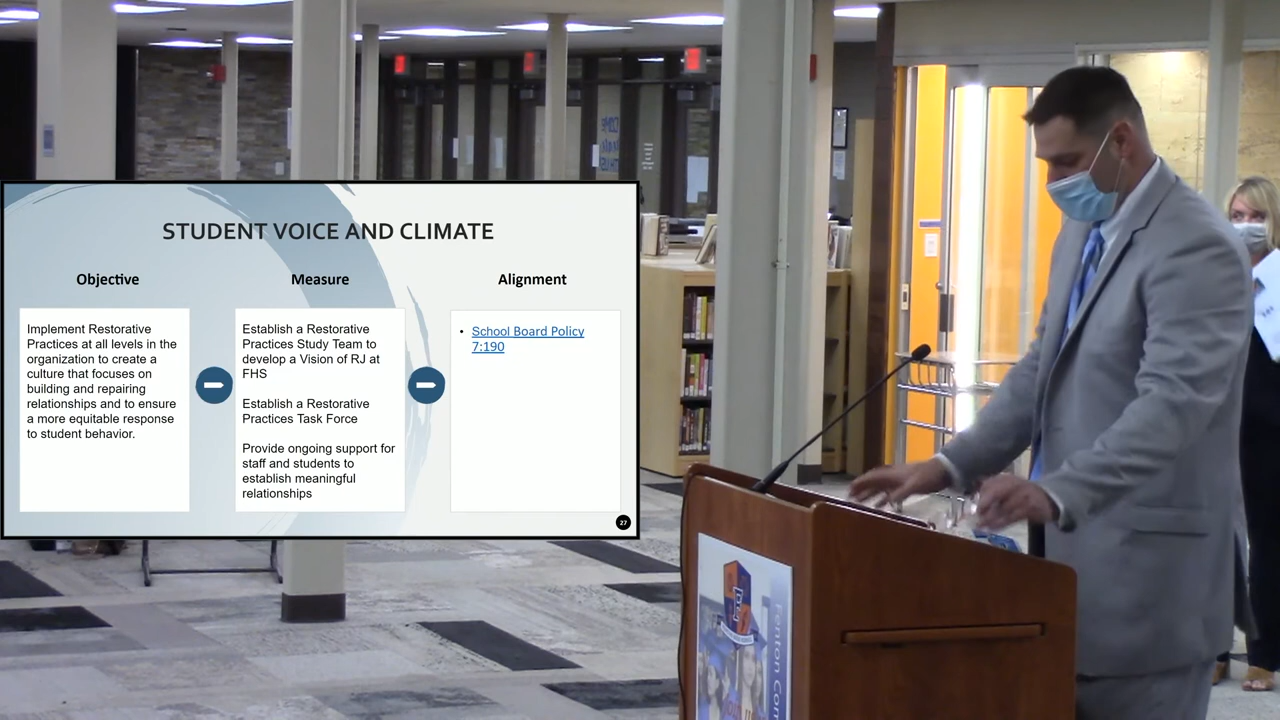 STUDENT VOICE AND CLIMATE
Objective
Measure
Alignment
Implement Restorative
Practices at all levels in the
organization to create a
culture that focuses on
building and repairing
relationships and to ensure
a more equitable response
to student behavior.
Establish a Restorative
Practices Study Team to
develop a Vision of RJ at
FHS
Establish a Restorative
Practices Task Force
Provide ongoing support for
staff and students to
establish meaningful
relationships
• School Board Policy
7:190
27
Fenton Com